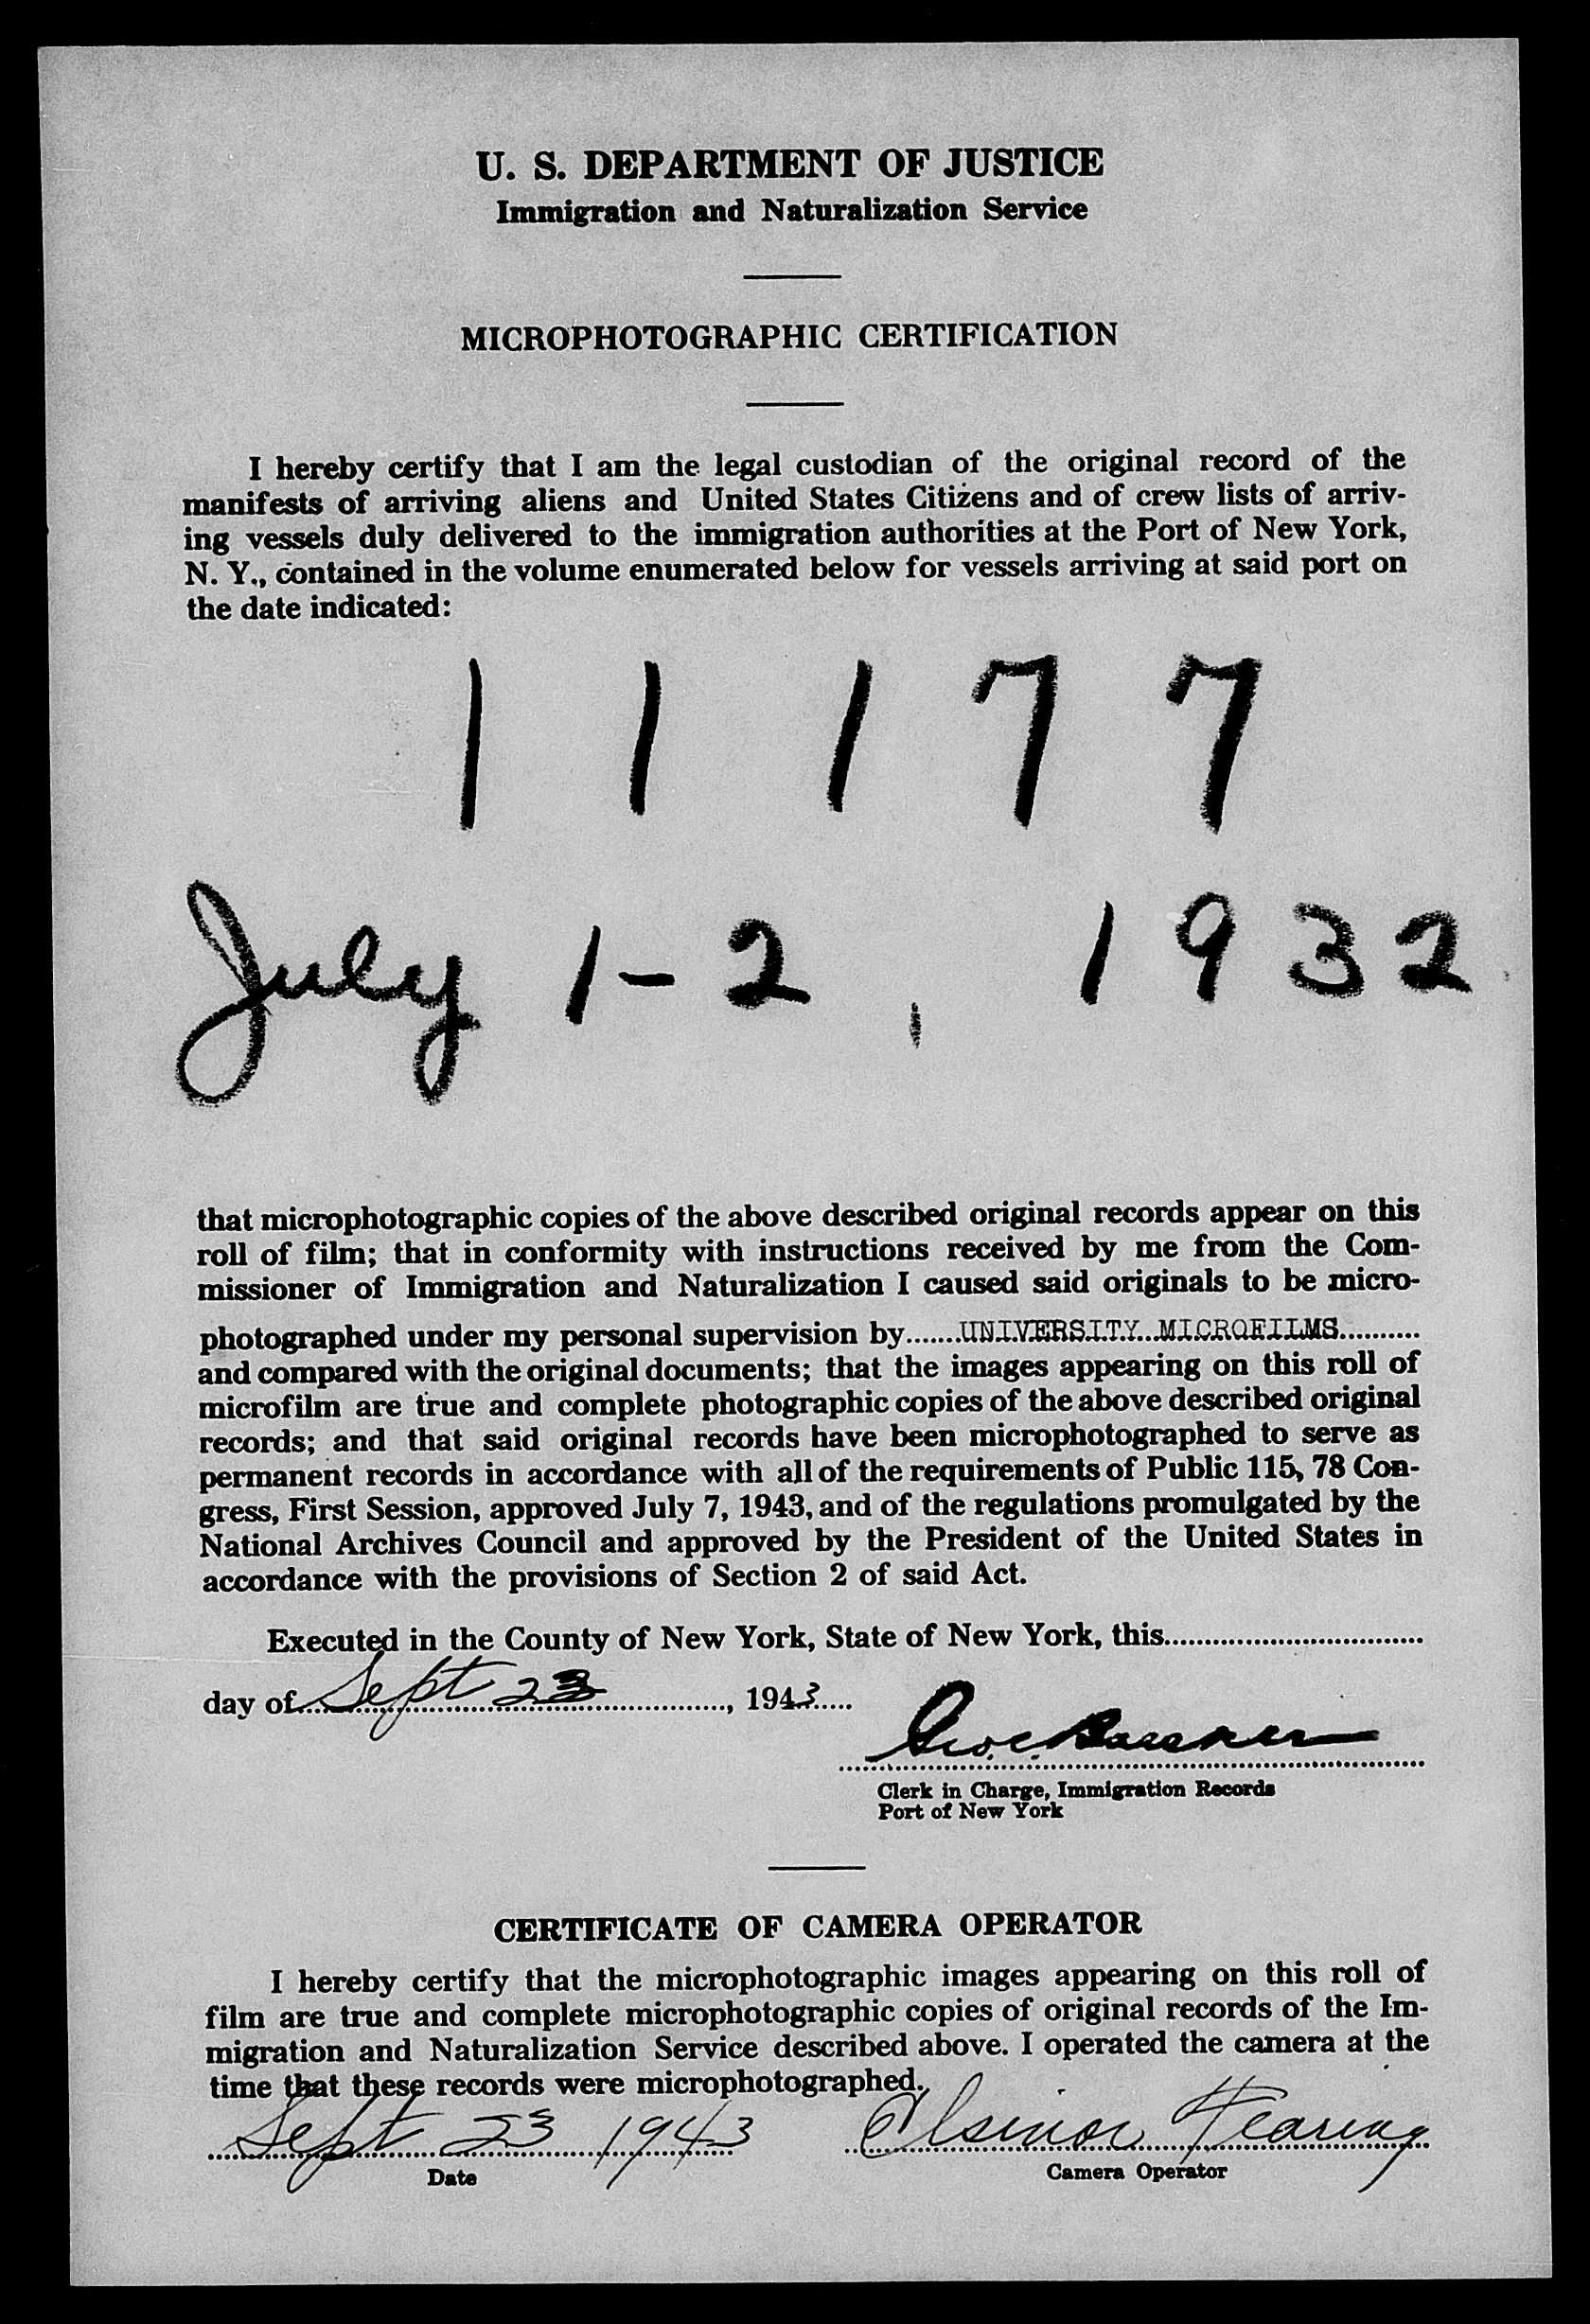 U. S. DEPARTMENT OF JUSTICE
Immigration and Naturalization Service
MICROPHOTOGRAPHIC CERTIFICATION
I hereby certify that I am the legal custodian of the original record of the
manifests of arriving aliens and United States Citizens and of crew lists of arriv-
ing vessels duly delivered to the immigration authorities at the Port of New York,
N. Y., contained in the volume enumerated below for vessels arriving at said port on
the date indicated:
11177
July 1-2, 1932
that microphotographic copies of the above described original records appear on this
roll of film; that in conformity with instructions received by me from the Com-
missioner of Immigration and Naturalization I caused said originals to be micro-
photographed under my personal supervision by.......UNIVERSITY MICROFILMS..........
and compared with the original documents; that the images appearing on this roll of
microfilm are true and complete photographic copies of the above described original
records; and that said original records have been microphotographed to serve as
permanent records in accordance with all of the requirements of Public 115, 78 Con-
gress, First Session, approved July 7, 1943, and of the regulations promulgated by the
National Archives Council and approved by the President of the United States in
accordance with the provisions of Section 2 of said Act.
Executed in the County of New York, State of New York, this
day of Sept 23, 1943
Geo. C.
Clerk in Charge, Immigration Records
Port of New York
CERTIFICATE OF CAMERA OPERATOR
I hereby certify that the microphotographic images appearing on this roll of
film are true and complete microphotographic copies of original records of the Im-
migration and Naturalization Service described above. I operated the camera at the
time that these records were microphotographed.
Sept 23 1943 Elsinor Fearing
Date Camera Operator